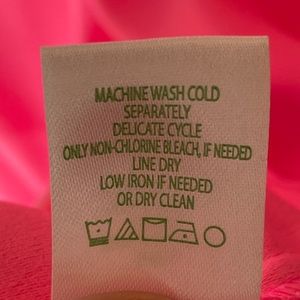 MACHINE WASH COLD
SEPARATELY
DELICATE CYCLE
ONLY NON-CHLORINE BLEACH, IF NEEDED
LINE DRY
LOW IRON IF NEEDED
OR DRY CLEAN